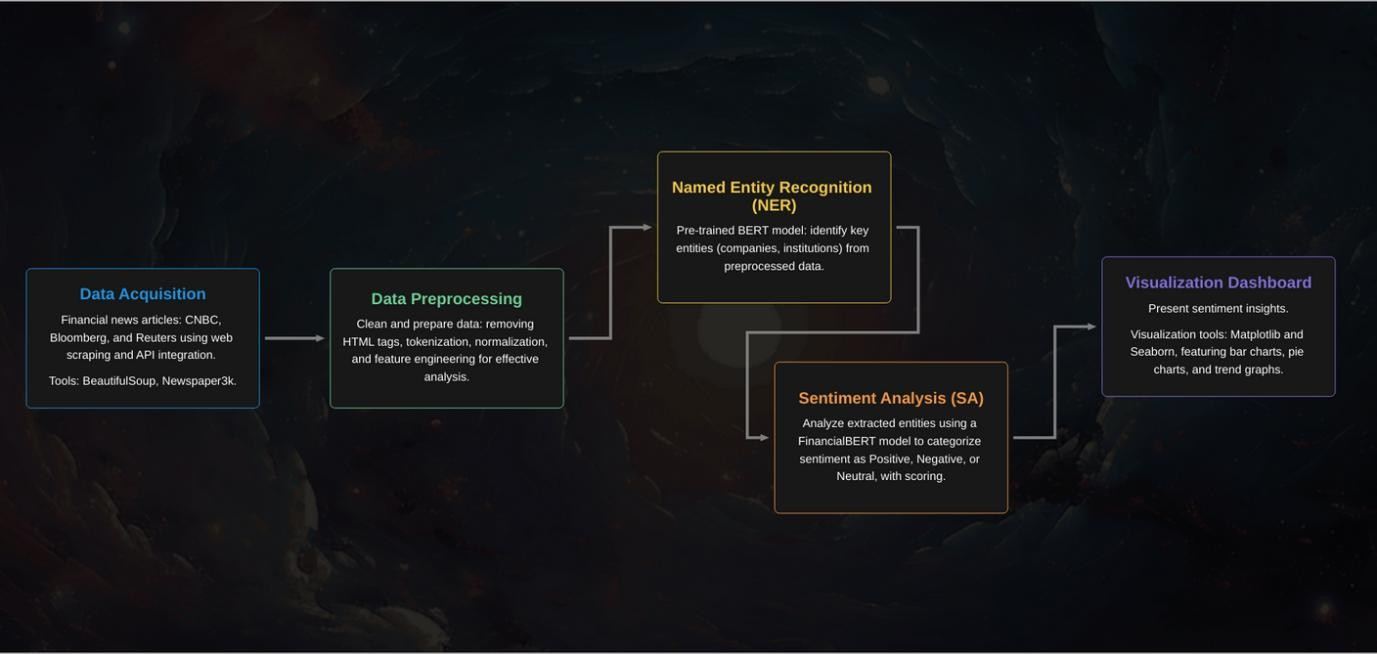 Data Acquisition
Financial news articles: CNBC,
Bloomberg, and Reuters using web
scraping and API integration.
Tools: BeautifulSoup, Newspaper3k.
Data Preprocessing
Clean and prepare data: removing
HTML tags, tokenization, normalization,
and feature engineering for effective
analysis.
Named Entity Recognition
(NER)
Pre-trained BERT model: identify key
entities (companies, institutions) from
preprocessed data.
Sentiment Analysis (SA)
Analyze extracted entities using a
FinancialBERT model to categorize
sentiment as Positive, Negative, or
Neutral, with scoring.
Visualization Dashboard
Present sentiment insights.
Visualization tools: Matplotlib and
Seaborn, featuring bar charts, pie
charts, and trend graphs.